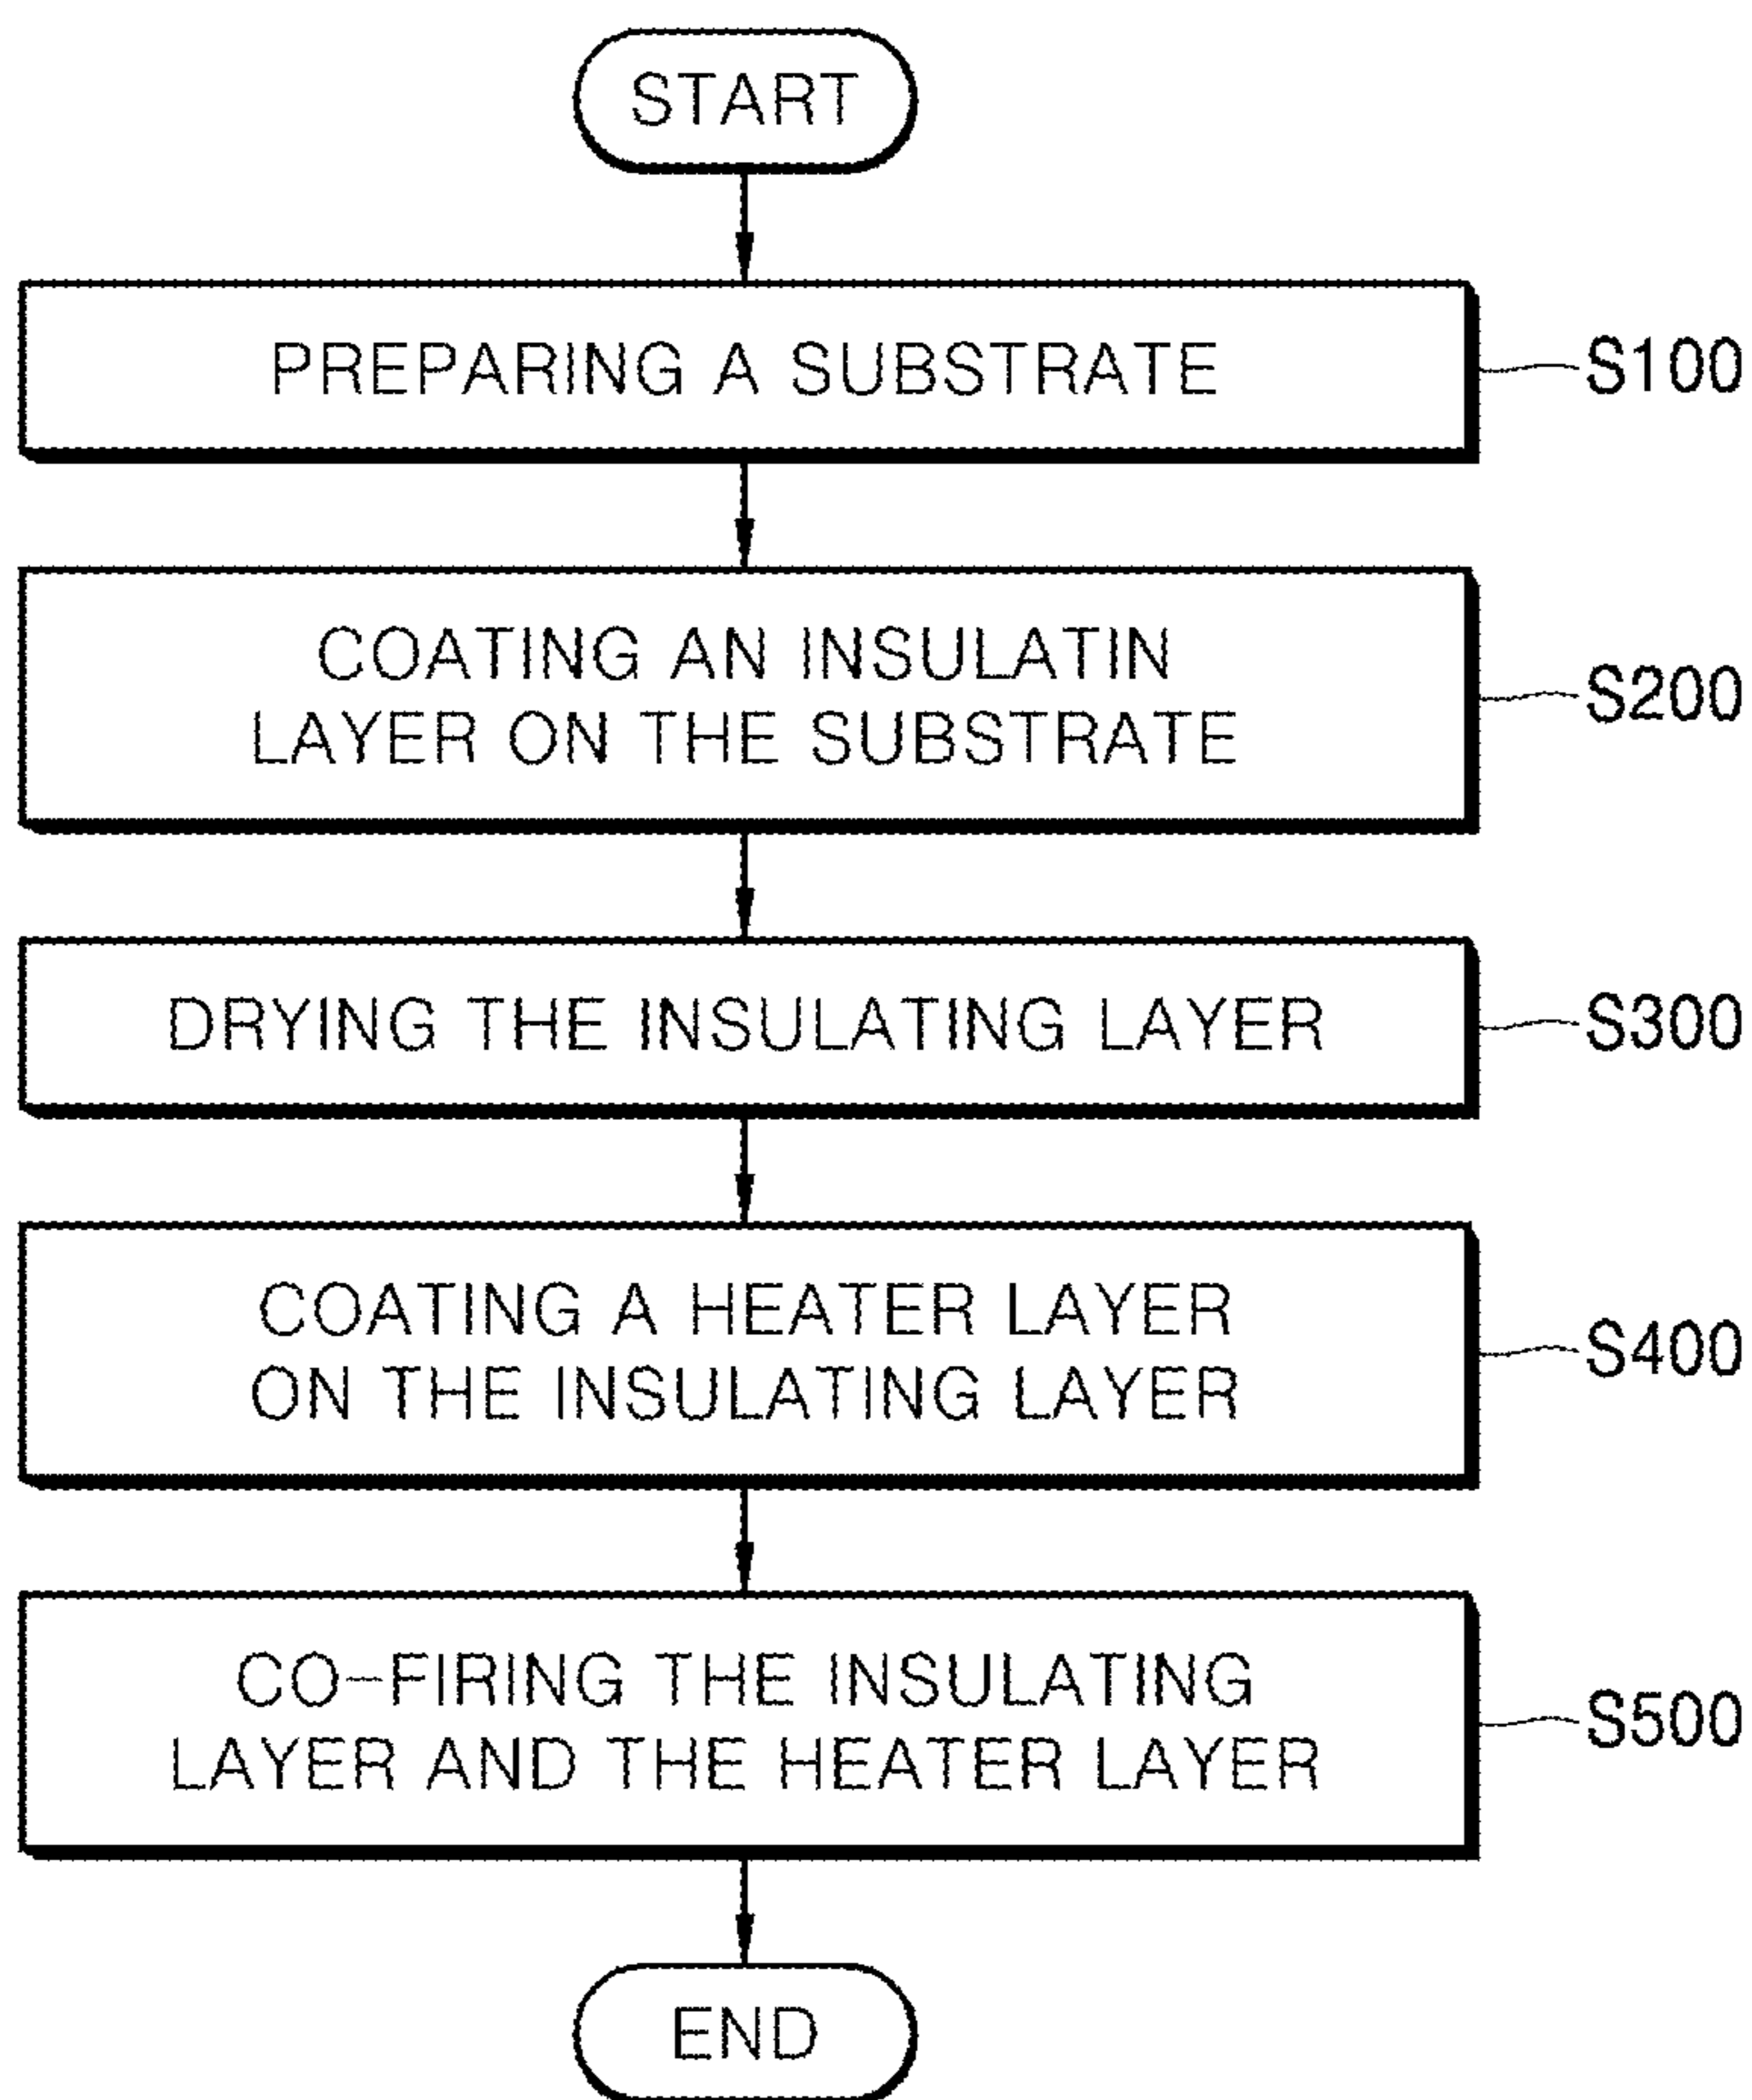 START
PREPARING A SUBSTRATE
S100
COATING AN INSULATIN
LAYER ON THE SUBSTRATE
S200
DRYING THE INSULATING LAYER
S300
COATING A HEATER LAYER
ON THE INSULATING LAYER
S400
CO-FIRING THE INSULATING
LAYER AND THE HEATER LAYER
S500
END